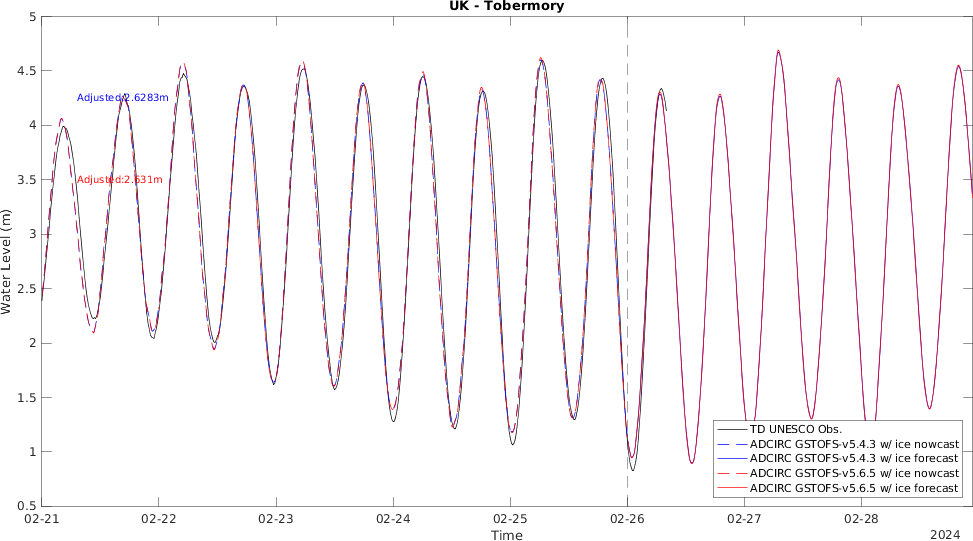 UK - Tobermory
5
4.5
4
3.5
3
2.5
2
1.5
1
0.5
Water Level (m)
Adjusted:2.6283m
Adjusted:2.631m
TD UNESCO Obs.
ADCIRC GSTOFS-v5.4.3 w/ ice nowcast
ADCIRC GSTOFS-v5.4.3 w/ ice forecast
ADCIRC GSTOFS-v5.6.5 w/ ice nowcast
ADCIRC GSTOFS-v5.6.5 w/ ice forecast
02-21 02-22 02-23 02-24 02-25 02-26 02-27 02-28
Time
2024